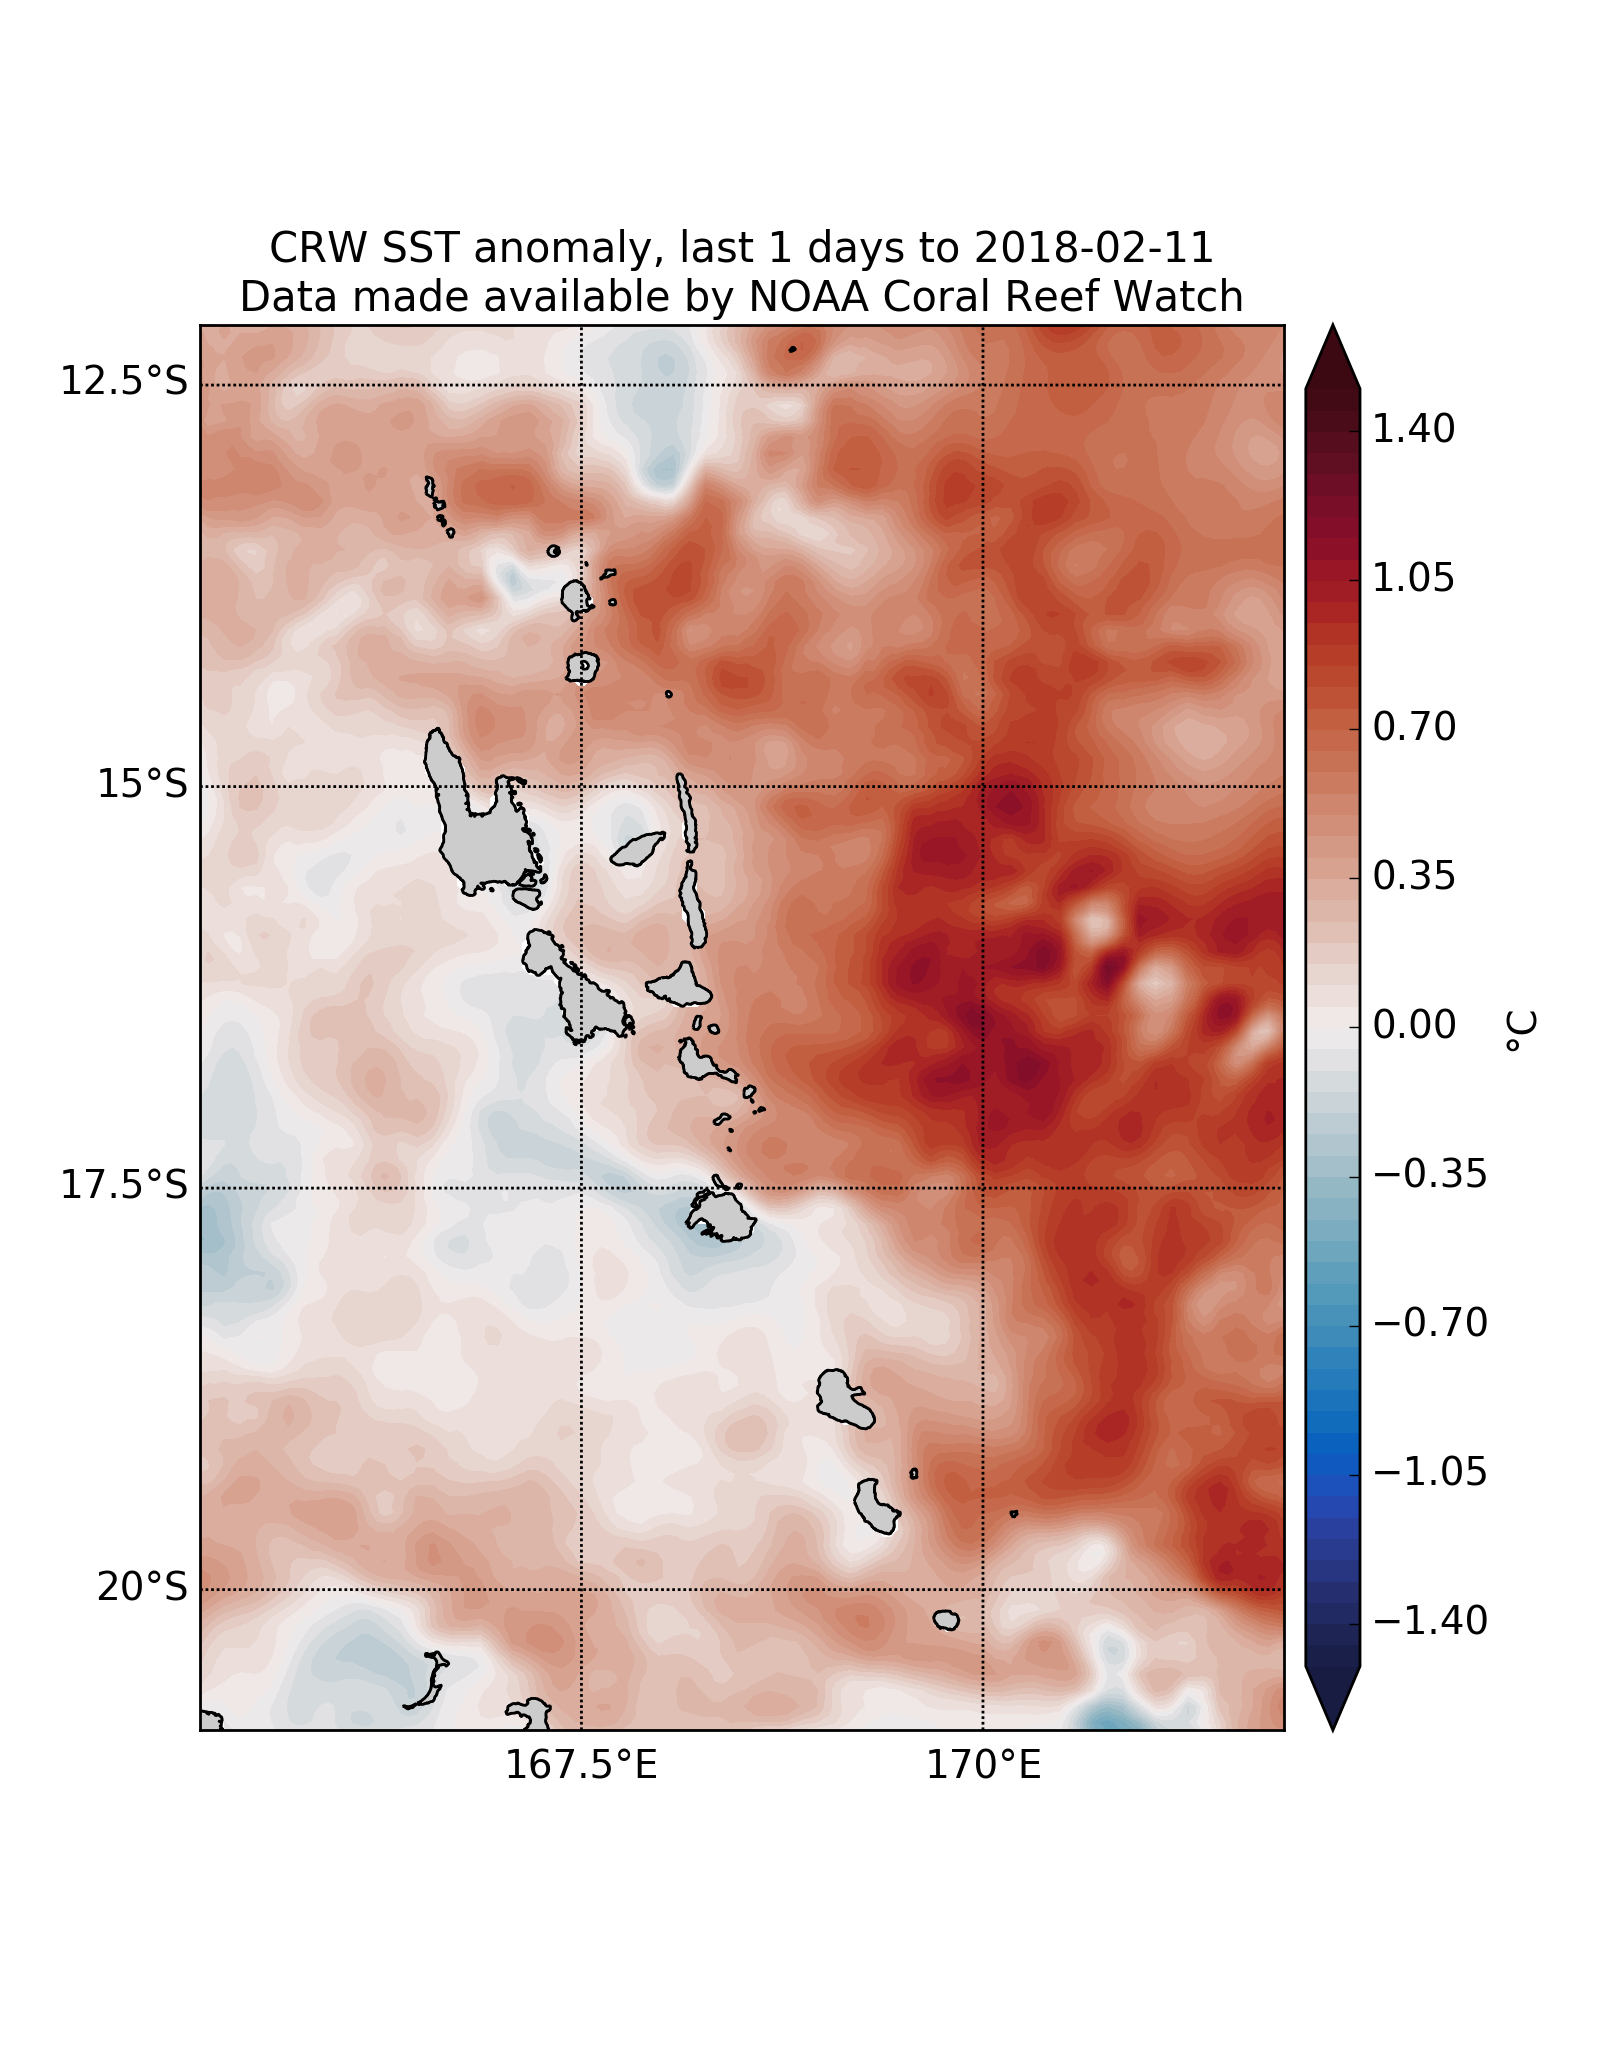 CRW SST anomaly, last 1 days to 2018-02-11
Data made available by NOAA Coral Reef Watch
12.5°S
15°S
17.5°S
20°S
167.5°E
170°E
1.40
1.05
0.70
0.35
0.00
−0.35
−0.70
−1.05
−1.40
°C